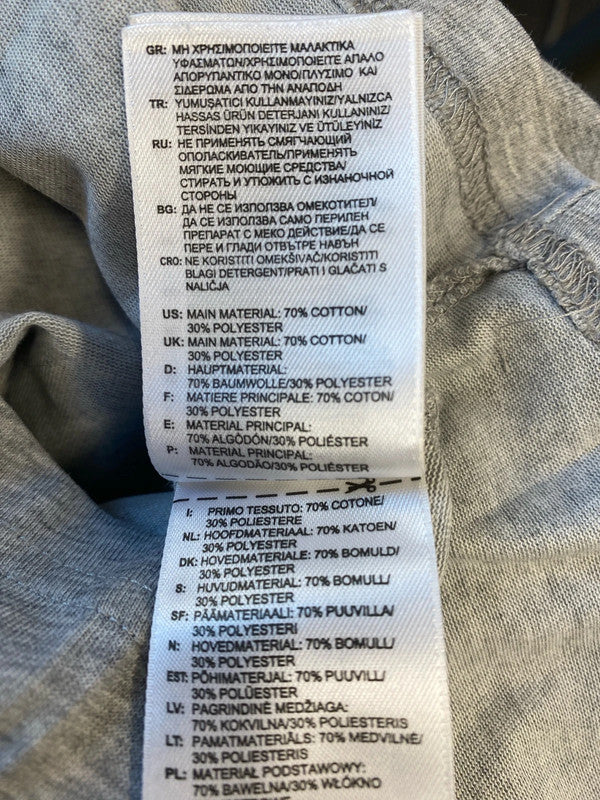 GR: ΜΗ ΧΡΗΣΙΜΟΠΟΙΕΙΤΕ ΜΑΛΑΚΤΙΚΑ
ΥΦΑΣΜΑΤΩΝ/ΧΡΗΣΙΜΟΠΟΙΕΙΤΕ ΑΠΑΛΟ
ΑΠΟΡΥΠΑΝΤΙΚΟ ΜΟΝΟ/ΠΛΥΣΙΜΟ ΚΑΙ
ΣΙΔΕΡΩΜΑ ΑΠΟ ΤΗΝ ΑΝΑΠΟΔΗ
TR: YUMUŞATICI KULLANMAYINIZ/YALNIZCA
HASSAS ÜRÜN DETERJANI KULLANINIZ/
TERSİNDEN YIKAYINIZ VE ÜTÜLEYİNİZ
RU: НЕ ПРИМЕНЯТЬ СМЯГЧАЮЩИЙ
ОПОЛАСКИВАТЕЛЬ/ПРИМЕНЯТЬ
МЯГКИЕ МОЮЩИЕ СРЕДСТВА/
СТИРАТЬ И УТЮЖИТЬ С ИЗНАНОЧНОЙ
СТОРОНЫ
BG: ДА НЕ СЕ ИЗПОЛЗВА ОМЕКОТИТЕЛ/
ДА СЕ ИЗПОЛЗВА САМО ПЕРИЛЕН
ПРЕПАРАТ С МЕКО ДЕЙСТВИЕ/ДА СЕ
ПЕРЕ И ГЛАДИ ОТВЪТРЕ НАВЪН
CRO: NE KORISTITI OMEKŠIVAČ/KORISTITI
BLAGI DETERGENT/PRATI I GLAČATI S
NALIČJA
US: MAIN MATERIAL: 70% COTTON/
30% POLYESTER
UK: MAIN MATERIAL: 70% COTTON/
30% POLYESTER
D: HAUPTMATERIAL:
70% BAUMWOLLE/30% POLYESTER
F: MATIERE PRINCIPALE: 70% COTON/
30% POLYESTER
E: MATERIAL PRINCIPAL:
70% ALGODÓN/30% POLIÉSTER
P: MATERIAL PRINCIPAL:
70% ALGODÃO/30% POLIÉSTER
I: PRIMO TESSUTO: 70% COTONE/
30% POLIESTERE
NL: HOOFDMATERIAAL: 70% KATOEN/
30% POLYESTER
DK: HOVEDMATERIALE: 70% BOMULD/
30% POLYESTER
S: HUVUDMATERIAL: 70% BOMULL/
30% POLYESTER
SF: PÄÄMATERIAALI: 70% PUUVILLA/
30% POLYESTERI
N: HOVEDMATERIAL: 70% BOMULL/
30% POLYESTER
EST: PÕHIMATERJAL: 70% PUUVILL/
30% POLÜESTER
LV: PAGRINDINĖ MEDŽIAGA:
70% KOKVILNA/30% POLIESTERIS
LT: PAMATMATERIĀLS: 70% MEDVILNĖ/
30% POLIESTERIS
PL: MATERIAŁ PODSTAWOWY:
70% BAWEŁNA/30% WŁÓKNO